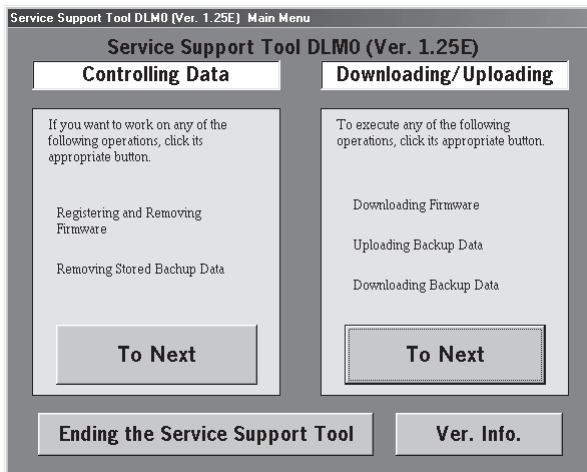 Service Support Tool DLM0 (Ver. 1.25E)  Main Menu
Service Support Tool DLM0 (Ver. 1.25E)
Controlling Data
If you want to work on any of the
following operations, click its
appropriate button.
Registering and Removing
Firmware
Removing Stored Bachup Data
To Next
Downloading/Uploading
To execute any of the following
operations, click its appropriate button.
Downloading Firmware
Uploading Backup Data
Downloading Backup Data
To Next
Ending the Service Support Tool
Ver. Info.